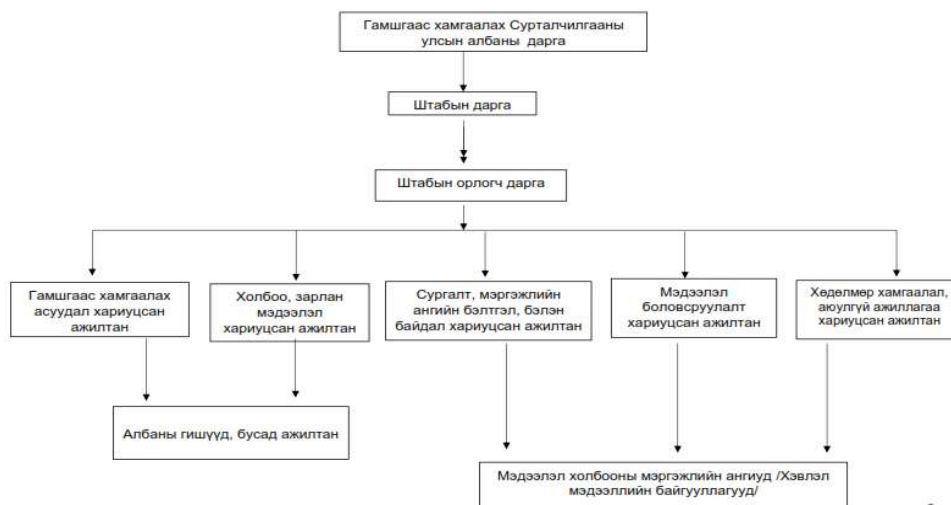 Гамшгаас хамгаалах Сурталчилгааны
улсын албаны дарга
Штабын дарга
Штабын орлогч дарга
Гамшгаас хамгаалах
асуудал хариуцсан
ажилтан
Холбоо, зарлан
мэдээлэл
хариуцсан ажилтан
Сургалт, мэргэжлийн
ангийн бэлтгэл, бэлэн
байдал хариуцсан ажилтан
Мэдээлэл
боловсруулалт
хариуцсан ажилтан
Хөдөлмөр хамгаалал,
аюулгүй ажиллагаа
хариуцсан ажилтан
Албаны гишүүд, бусад ажилтан
Мэдээлэл холбооны мэргэжлийн ангиуд /Хэвлэл
мэдээллийн байгууллагууд/